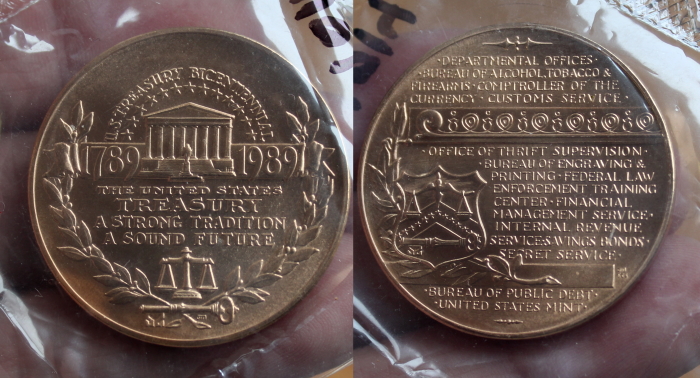 U.S. TREASURY BICENTENNIAL
1789 1989
THE UNITED STATES
TREASURY
A STRONG TRADITION
A SOUND FUTURE
·DEPARTMENTAL OFFICES·
·BUREAU OF ALCOHOL, TOBACCO &
FIREARMS·COMPTROLLER OF THE
CURRENCY·CUSTOMS SERVICE·
·OFFICE OF THRIFT SUPERVISION·
·BUREAU OF ENGRAVING &
PRINTING·FEDERAL LAW
ENFORCEMENT TRAINING
CENTER·FINANCIAL
MANAGEMENT SERVICE·
INTERNAL REVENUE
SERVICE·SAVINGS BONDS·
SECRET SERVICE·
·BUREAU OF PUBLIC DEBT·
·UNITED STATES MINT·